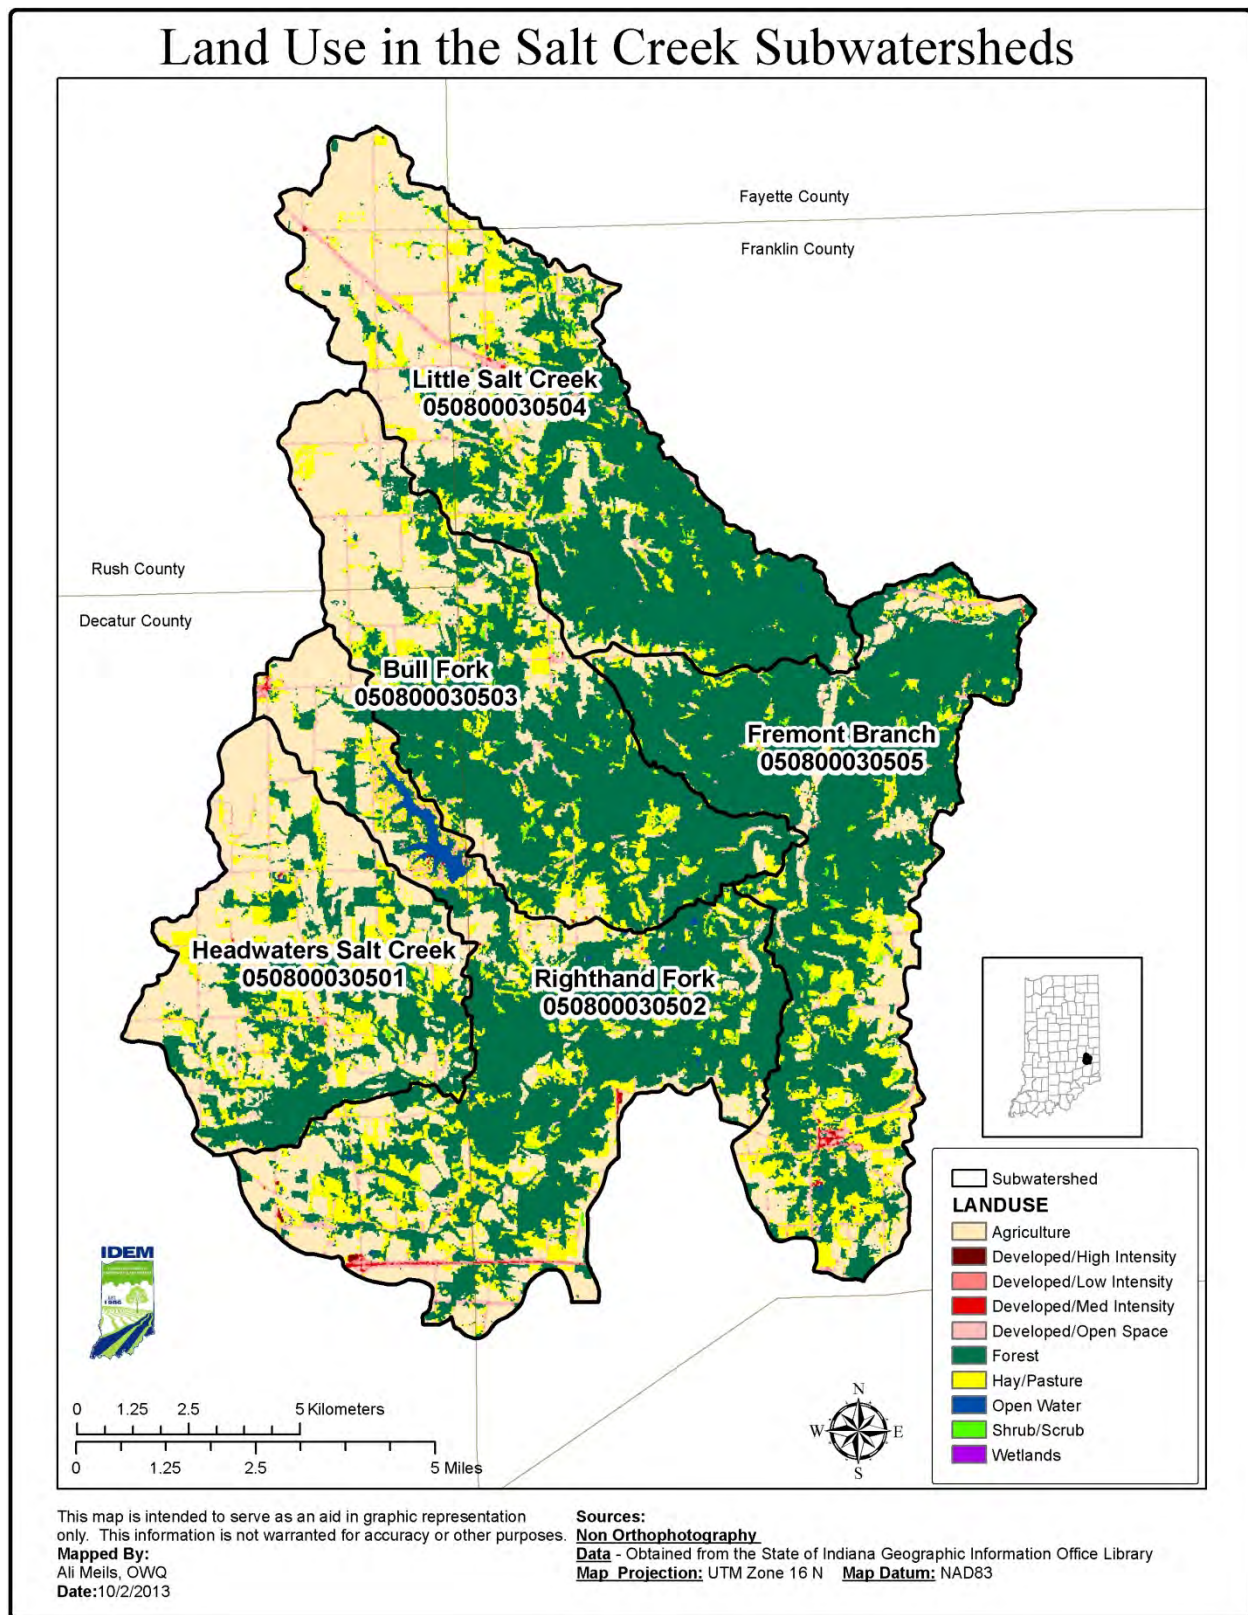 Land Use in the Salt Creek Subwatersheds
Fayette County
Franklin County
Little Salt Creek
050800030504
Rush County
Decatur County
Bull Fork
050800030503
Fremont Branch
050800030505
Headwaters Salt Creek
050800030501
Righthand Fork
050800030502
Subwatershed
LANDUSE
Agriculture
Developed/High Intensity
Developed/Low Intensity
Developed/Med Intensity
Developed/Open Space
Forest
Hay/Pasture
Open Water
Shrub/Scrub
Wetlands
IDEM
1986
N
W E
S
0 1.25 2.5 5 Kilometers
0 1.25 2.5 5 Miles
This map is intended to serve as an aid in graphic representation
only. This information is not warranted for accuracy or other purposes.
Mapped By:
Ali Meils, OWQ
Date:10/2/2013
Sources:
Non Orthophotography
Data - Obtained from the State of Indiana Geographic Information Office Library
Map Projection: UTM Zone 16 N Map Datum: NAD83